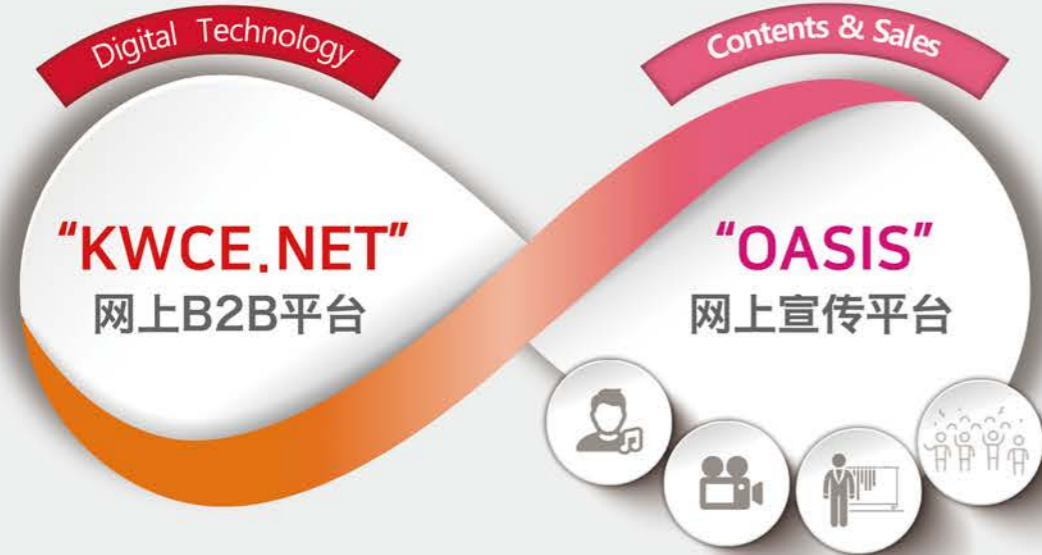 Digital Technology
“KWCE.NET”
网上B2B平台
Contents & Sales
“OASIS”
网上宣传平台